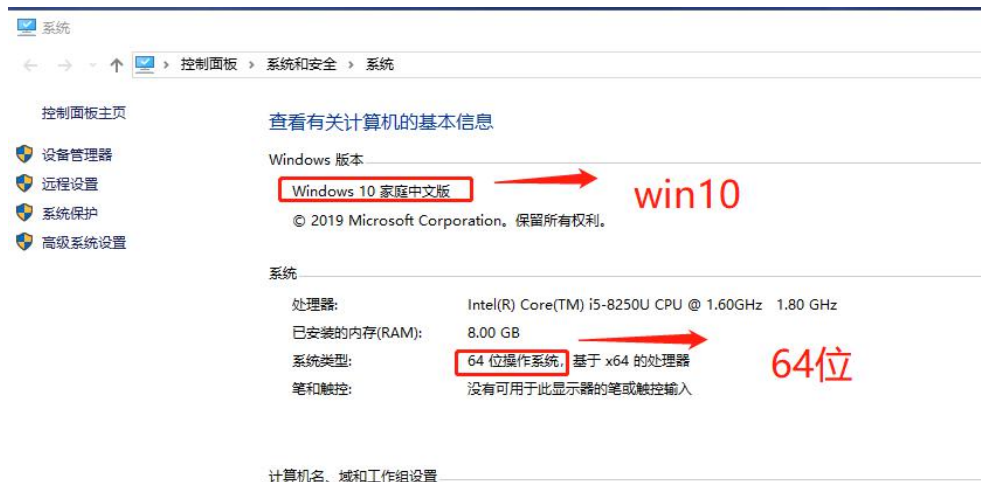 系统
控制面板 › 系统和安全 › 系统
控制面板主页
设备管理器
远程设置
系统保护
高级系统设置
查看有关计算机的基本信息
Windows 版本
Windows 10 家庭中文版
win10
© 2019 Microsoft Corporation。保留所有权利。
系统
处理器: Intel(R) Core(TM) i5-8250U CPU @ 1.60GHz 1.80 GHz
已安装的内存(RAM): 8.00 GB
系统类型: 64 位操作系统, 基于 x64 的处理器
64位
笔和触控: 没有可用于此显示器的笔或触控输入
计算机名、域和工作组设置